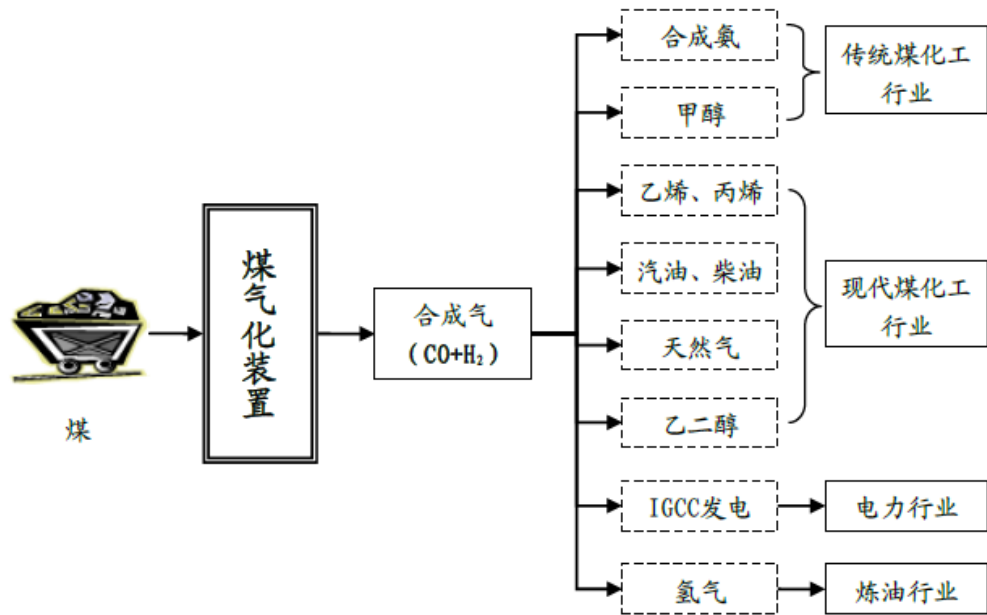 煤
煤气化装置
合成气
(CO+H₂)
合成氨
甲醇
乙烯、丙烯
汽油、柴油
天然气
乙二醇
IGCC发电
氢气
传统煤化工
行业
现代煤化工
行业
电力行业
炼油行业